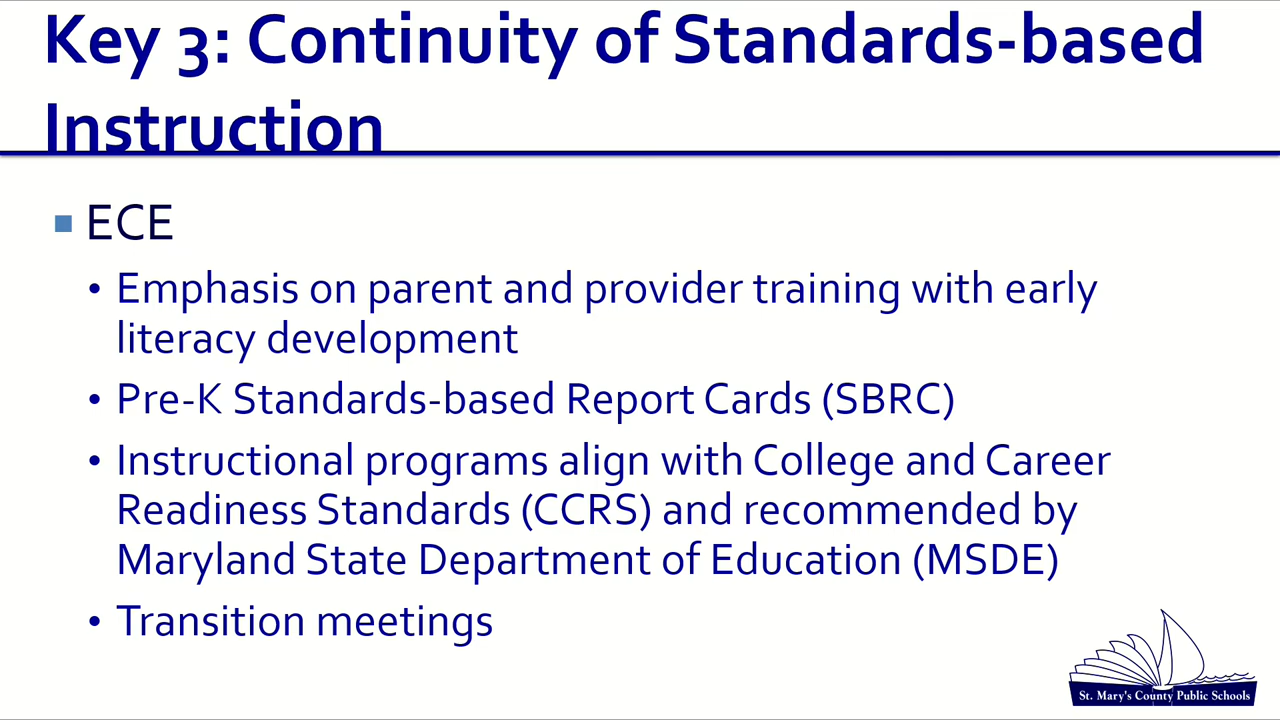 Key 3: Continuity of Standards-based
Instruction
ECE
Emphasis on parent and provider training with early
literacy development
Pre-K Standards-based Report Cards (SBRC)
Instructional programs align with College and Career
Readiness Standards (CCRS) and recommended by
Maryland State Department of Education (MSDE)
Transition meetings
St. Mary's County Public Schools